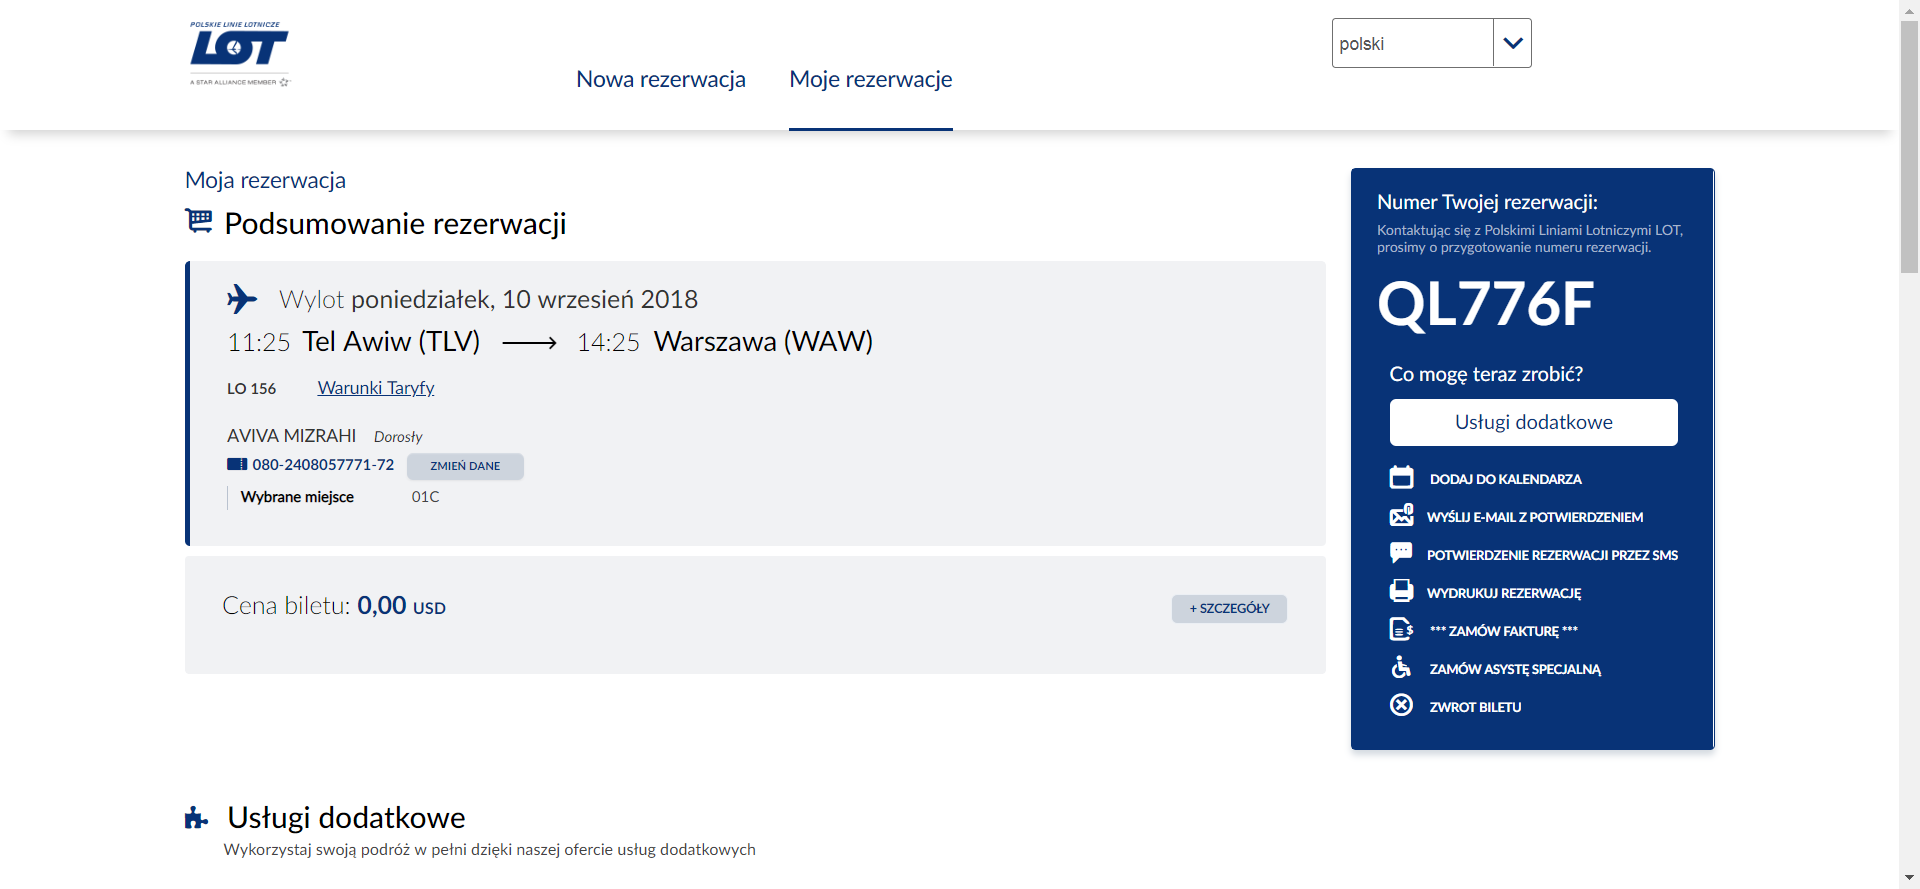 POLSKIE LINIE LOTNICZE
LOT
A STAR ALLIANCE MEMBER
Nowa rezerwacja
Moje rezerwacje
polski
Moja rezerwacja
Podsumowanie rezerwacji
Wylot poniedziałek, 10 wrzesień 2018
11:25 Tel Awiw (TLV) 14:25 Warszawa (WAW)
LO 156 Warunki Taryfy
AVIVA MIZRAHI Dorosły
080-2408057771-72 ZMIEŃ DANE
Wybrane miejsce 01C
Cena biletu: 0,00 USD
+ SZCZEGÓŁY
Numer Twojej rezerwacji:
Kontaktując się z Polskimi Liniami Lotniczymi LOT,
prosimy o przygotowanie numeru rezerwacji.
QL776F
Co mogę teraz zrobić?
Usługi dodatkowe
DODAJ DO KALENDARZA
WYŚLIJ E-MAIL Z POTWIERDZENIEM
POTWIERDZENIE REZERWACJI PRZEZ SMS
WYDRUKUJ REZERWACJĘ
*** ZAMÓW FAKTURĘ ***
ZAMÓW ASYSTĘ SPECJALNĄ
ZWROT BILETU
Usługi dodatkowe
Wykorzystaj swoją podróż w pełni dzięki naszej ofercie usług dodatkowych